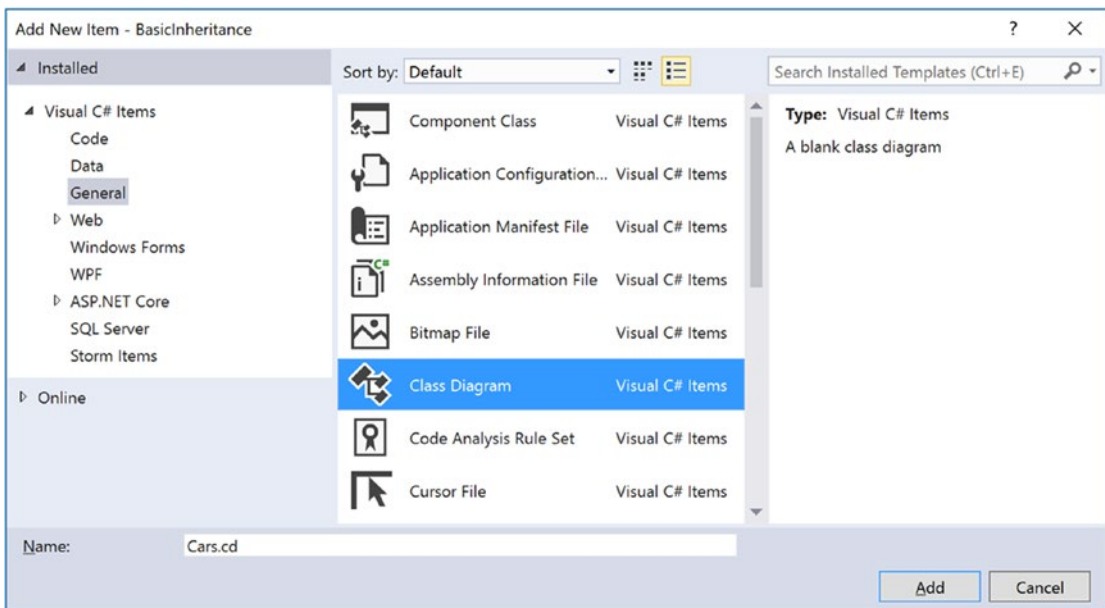 Add New Item - BasicInheritance
?
Installed
Sort by: Default
Search Installed Templates (Ctrl+E)
Visual C# Items
Code
Data
General
Web
Windows Forms
WPF
ASP.NET Core
SQL Server
Storm Items
Online
Component Class Visual C# Items
Application Configuration... Visual C# Items
Application Manifest File Visual C# Items
C#
Assembly Information File Visual C# Items
Bitmap File Visual C# Items
Class Diagram Visual C# Items
Code Analysis Rule Set Visual C# Items
Cursor File Visual C# Items
Type: Visual C# Items
A blank class diagram
Name: Cars.cd
Add
Cancel